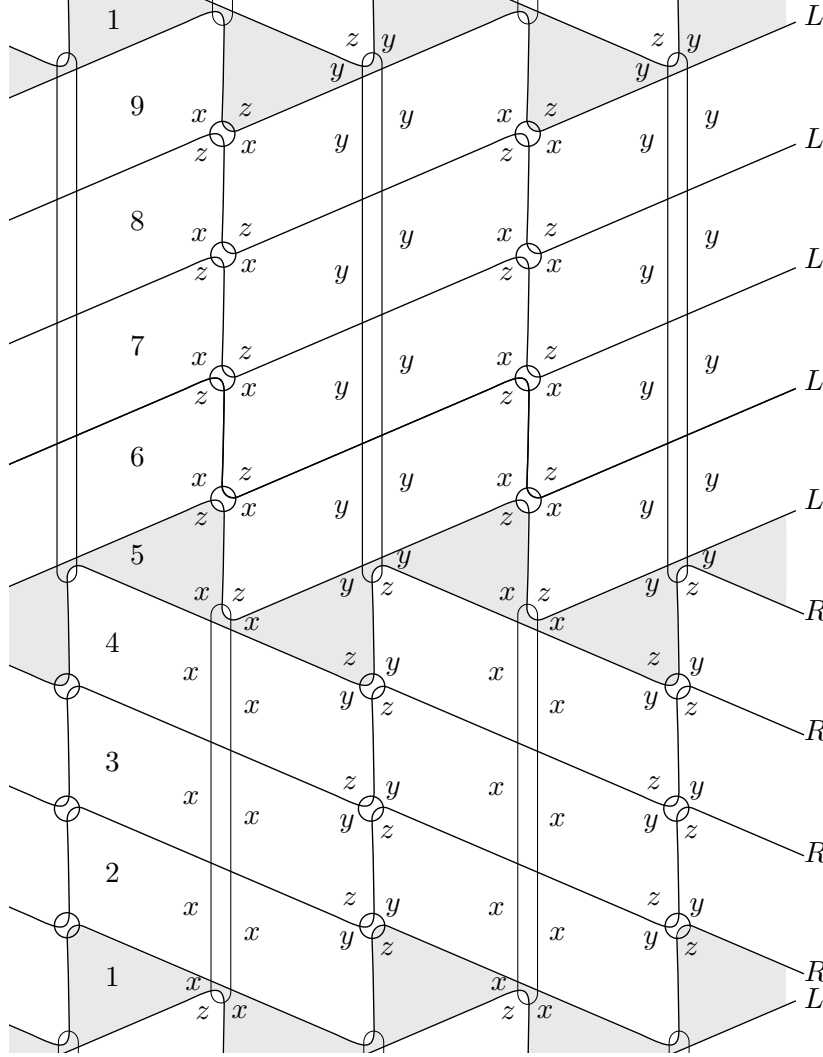 1 L
z y z y
y y
9 x z y x z y
z x y z x y L
8 x z y x z y
z x y z x y L
7 x z y x z y
z x y z x y L
6 x z y x z y
z x y z x y L
5 y y
x z y z x z y z R
4 x x
z y z y
x y z x y z
x x R
3 z y z y
x y z x y z
x x R
2 z y z y
x y z x y z
x x
1 x x R
z x z x L